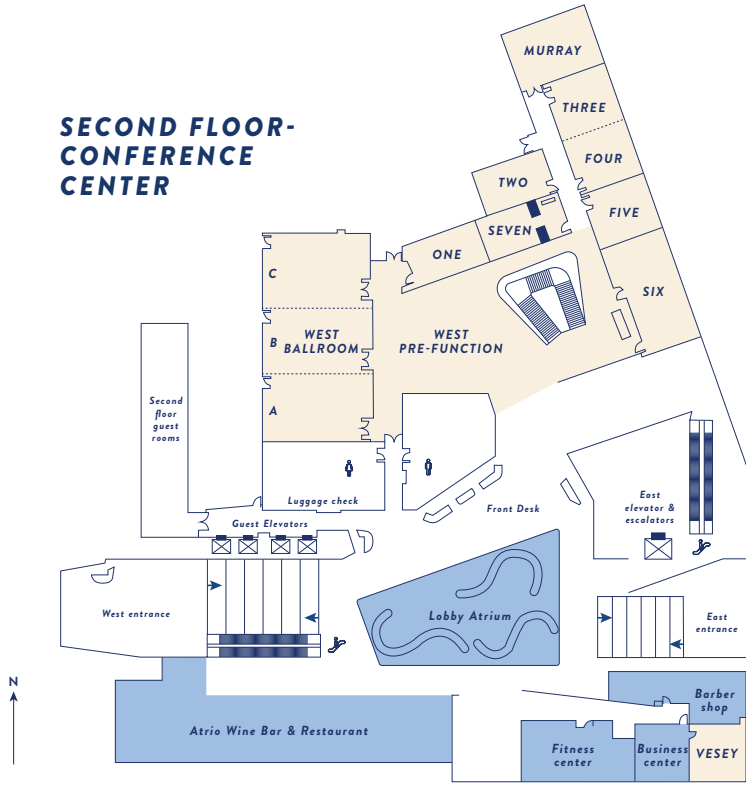 SECOND FLOOR-
CONFERENCE
CENTER
MURRAY
THREE
FOUR
TWO
FIVE
SEVEN
ONE
SIX
C
B
WEST
BALLROOM
A
WEST
PRE-FUNCTION
Second
floor
guest
rooms
Luggage check
Guest Elevators
Front Desk
East
elevator &
escalators
West entrance
Lobby Atrium
East
entrance
N
Atrio Wine Bar & Restaurant
Barber
shop
Fitness
center
Business
center
VESEY